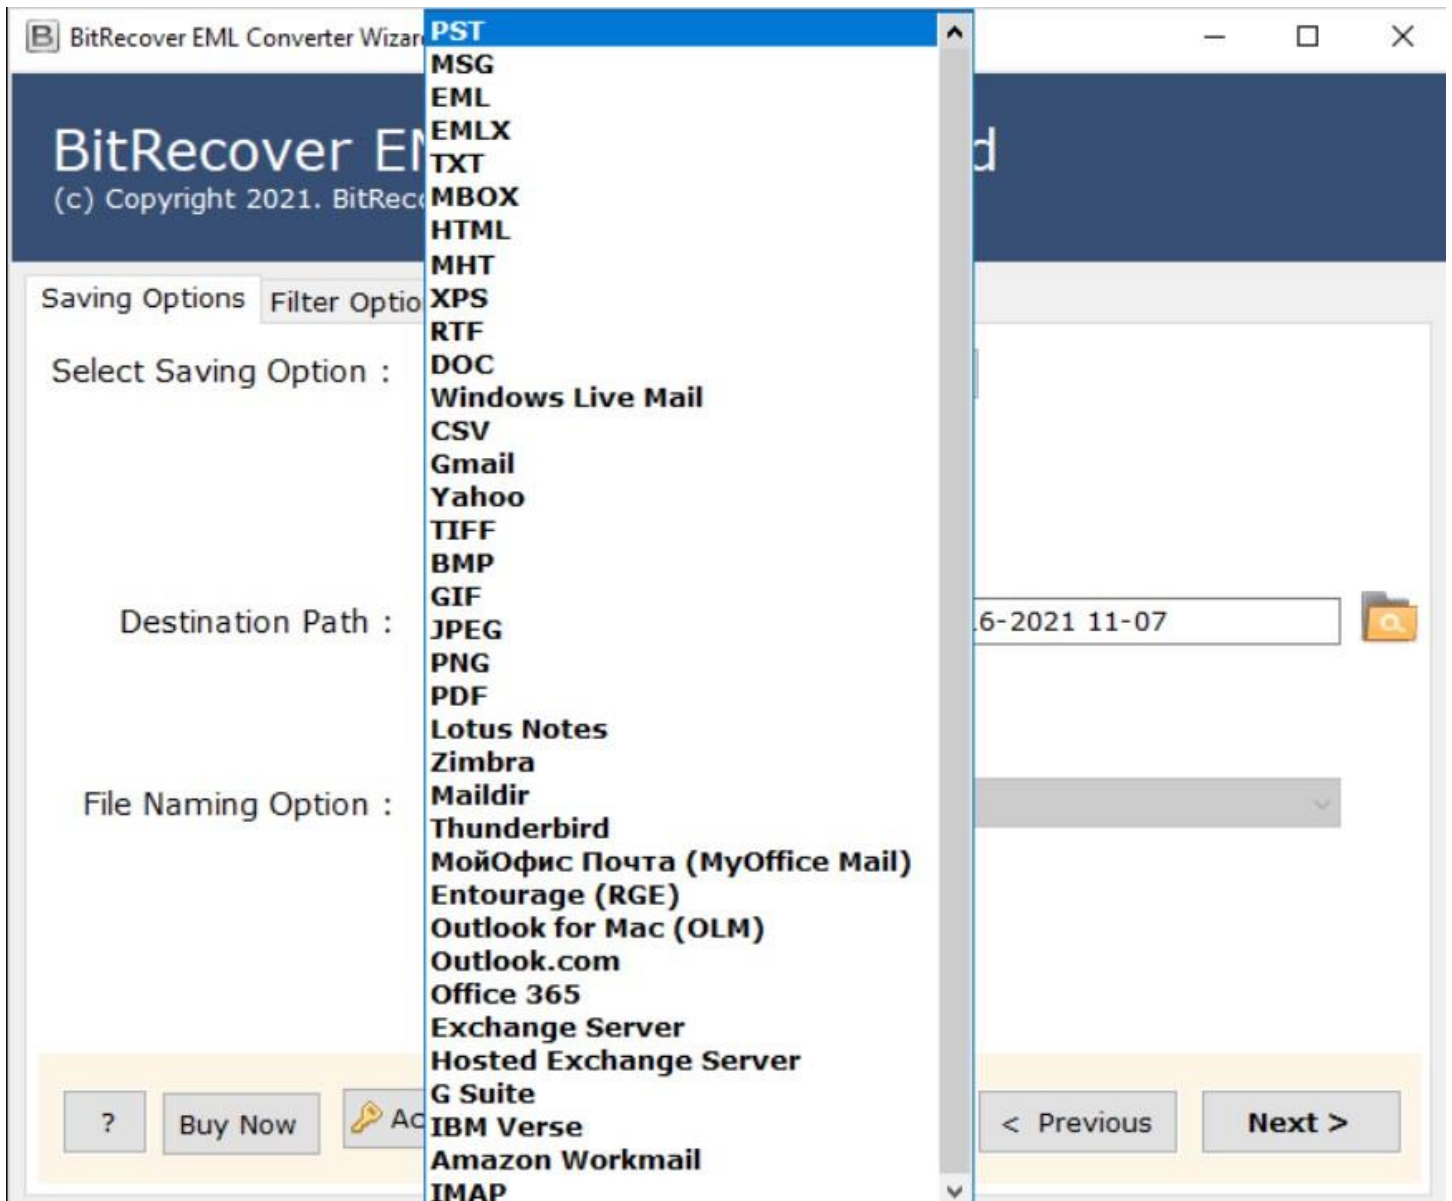 BitRecover EML Converter Wizar
BitRecover E
d
(c) Copyright 2021.
Saving Options
Filter
Select Saving Option :
Destination Path :
6-2021 11-07
File Naming Option :
?
Buy Now
< Previous
Next >
PST
MSG
EML
EMLX
TXT
MBOX
HTML
MHT
XPS
RTF
DOC
Windows Live Mail
CSV
Gmail
Yahoo
TIFF
BMP
GIF
JPEG
PNG
PDF
Lotus Notes
Zimbra
Maildir
Thunderbird
МойОфис Почта (MyOffice Mail)
Entourage (RGE)
Outlook for Mac (OLM)
Outlook.com
Office 365
Exchange Server
Hosted Exchange Server
G Suite
IBM Verse
Amazon Workmail
IMAP